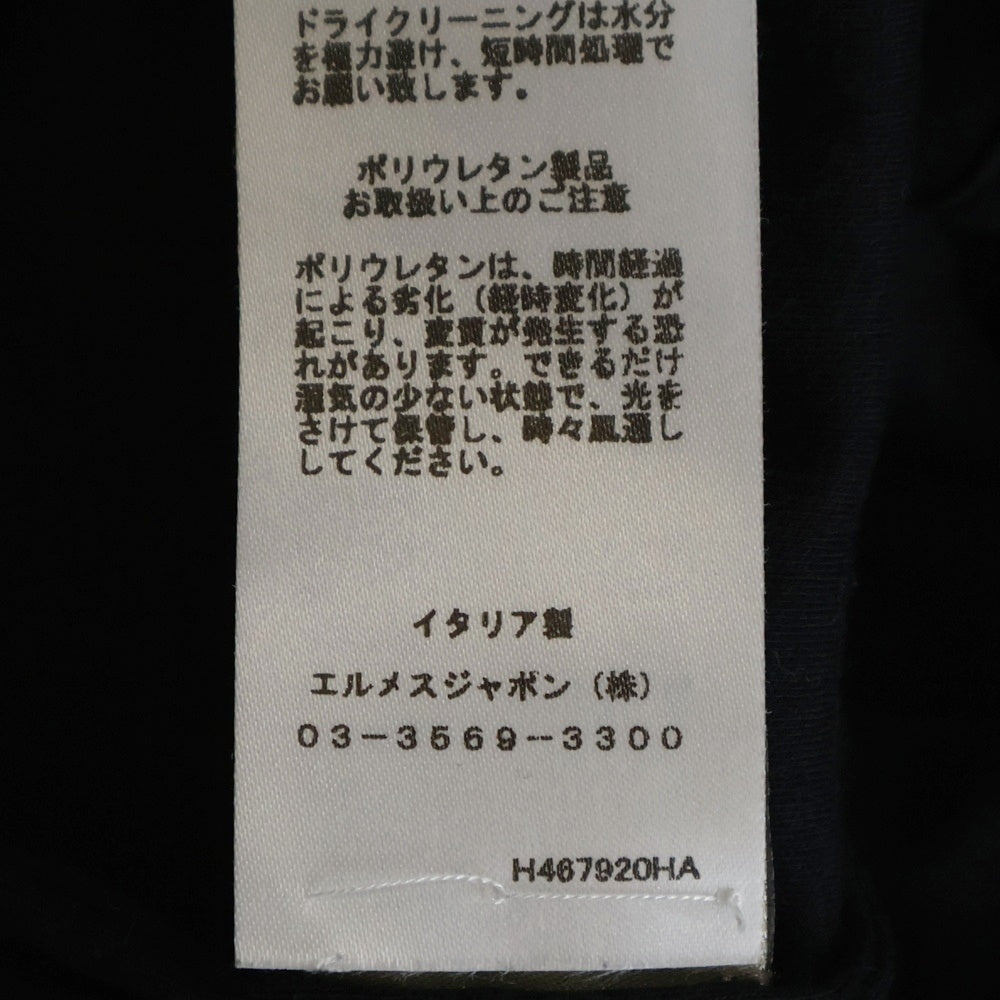 ドライクリーニングは水分
を極力避け、短時間処理で
お願い致します。
ポリウレタン製品
お取扱い上のご注意
ポリウレタンは、時間経過
による劣化（経時変化）が
起こり、変質が発生する恐
れがあります。できるだけ
湿気の少ない状態で、光を
さけて保管し、時々風通し
してください。
イタリア製
エルメスジャポン（株）
03-3569-3300
H467920HA